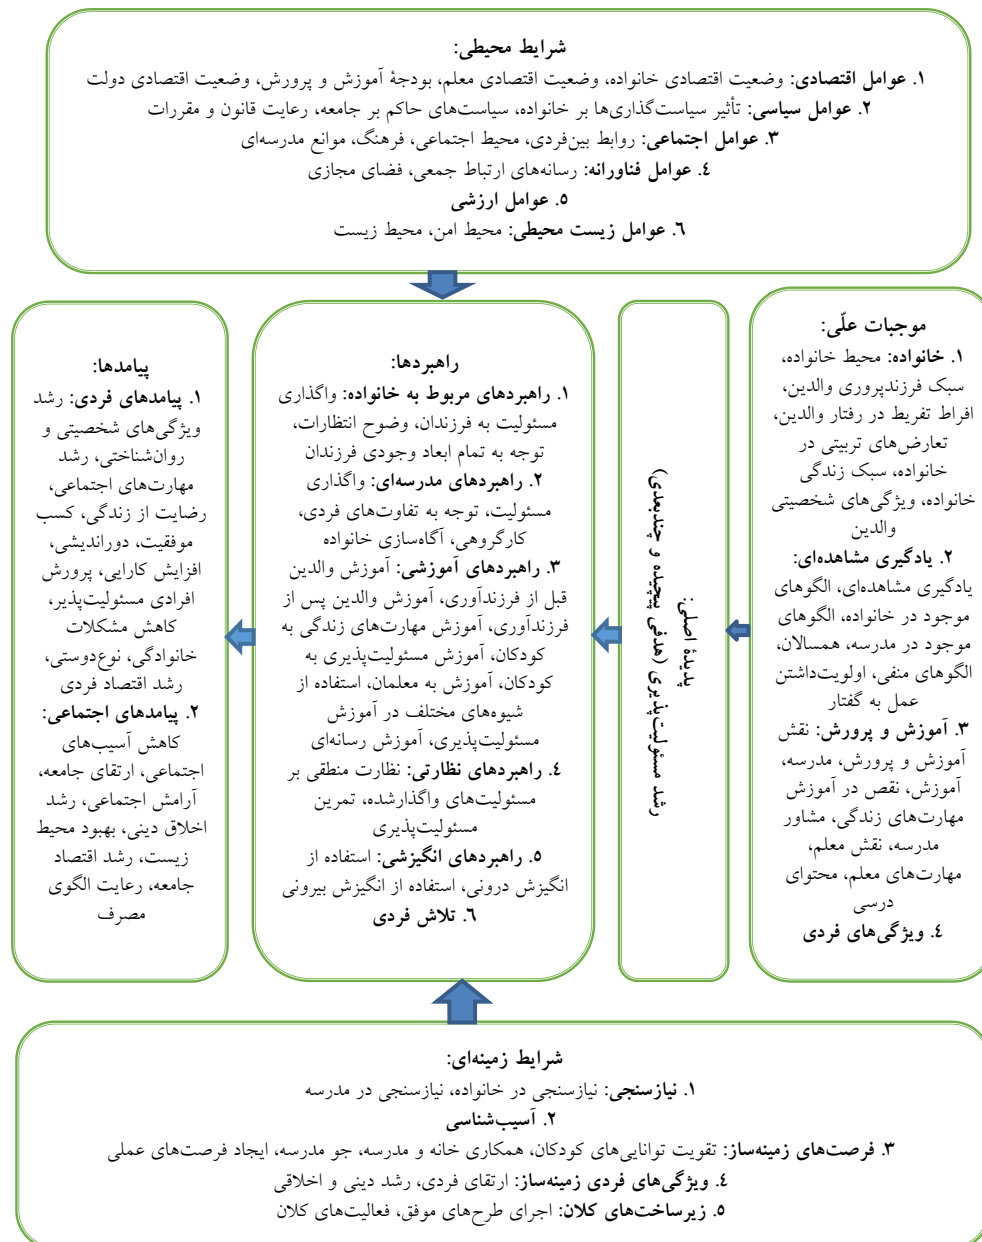 شرایط محیطی:
۱. عوامل اقتصادی: وضعیت اقتصادی خانواده، وضعیت اقتصادی معلم، بودجۀ آموزش و پرورش، وضعیت اقتصادی دولت
۲. عوامل سیاسی: تأثیر سیاست‌گذاری‌ها بر خانواده، سیاست‌های حاکم بر جامعه، رعایت قانون و مقررات
۳. عوامل اجتماعی: روابط بین‌فردی، محیط اجتماعی، فرهنگ، موانع مدرسه‌ای
٤. عوامل فناورانه: رسانه‌های ارتباط جمعی، فضای مجازی
٥. عوامل ارزشی
٦. عوامل زیست محیطی: محیط امن، محیط زیست
موجبات علّی:
۱. خانواده: محیط خانواده،
سبک فرزندپروری والدین،
افراط تفریط در رفتار والدین،
تعارض‌های تربیتی در
خانواده، سبک زندگی
خانواده، ویژگی‌های شخصیتی
والدین
۲. یادگیری مشاهده‌ای:
یادگیری مشاهده‌ای، الگوهای
موجود در خانواده، الگوهای
موجود در مدرسه، همسالان،
الگوهای منفی، اولویت‌داشتن
عمل به گفتار
۳. آموزش و پرورش: نقش
آموزش و پرورش، مدرسه،
آموزش، نقص در آموزش
مهارت‌های زندگی، مشاور
مدرسه، نقش معلم،
مهارت‌های معلم، محتوای
درسی
٤. ویژگی‌های فردی
پدیدۀ اصلی:
رشد مسئولیت‌پذیری (هدفی پیچیده و چندبعدی)
راهبردها:
۱. راهبردهای مربوط به خانواده: واگذاری
مسئولیت به فرزندان، وضوح انتظارات،
توجه به تمام ابعاد وجودی فرزندان
۲. راهبردهای مدرسه‌ای: واگذاری
مسئولیت، توجه به تفاوت‌های فردی،
کارگروهی، آگاه‌سازی خانواده
۳. راهبردهای آموزشی: آموزش والدین
قبل از فرزندآوری، آموزش والدین پس از
فرزندآوری، آموزش مهارت‌های زندگی به
کودکان، آموزش مسئولیت‌پذیری به
کودکان، آموزش به معلمان، استفاده از
شیوه‌های مختلف در آموزش
مسئولیت‌پذیری، آموزش رسانه‌ای
٤. راهبردهای نظارتی: نظارت منطقی بر
مسئولیت‌های واگذارشده، تمرین
مسئولیت‌پذیری
٥. راهبردهای انگیزشی: استفاده از
انگیزش درونی، استفاده از انگیزش بیرونی
٦. تلاش فردی
پیامدها:
۱. پیامدهای فردی: رشد
ویژگی‌های شخصیتی و
روان‌شناختی، رشد
مهارت‌های اجتماعی،
رضایت از زندگی، کسب
موفقیت، دوراندیشی،
افزایش کارایی، پرورش
افرادی مسئولیت‌پذیر،
کاهش مشکلات
خانوادگی، نوع‌دوستی،
رشد اقتصاد فردی
۲. پیامدهای اجتماعی:
کاهش آسیب‌های
اجتماعی، ارتقای جامعه،
آرامش اجتماعی، رشد
اخلاق دینی، بهبود محیط
زیست، رشد اقتصاد
جامعه، رعایت الگوی
مصرف
شرایط زمینه‌ای:
۱. نیازسنجی: نیازسنجی در خانواده، نیازسنجی در مدرسه
۲. آسیب‌شناسی
۳. فرصت‌های زمینه‌ساز: تقویت توانایی‌های کودکان، همکاری خانه و مدرسه، جو مدرسه، ایجاد فرصت‌های عملی
٤. ویژگی‌های فردی زمینه‌ساز: ارتقای فردی، رشد دینی و اخلاقی
٥. زیرساخت‌های کلان: اجرای طرح‌های موفق، فعالیت‌های کلان